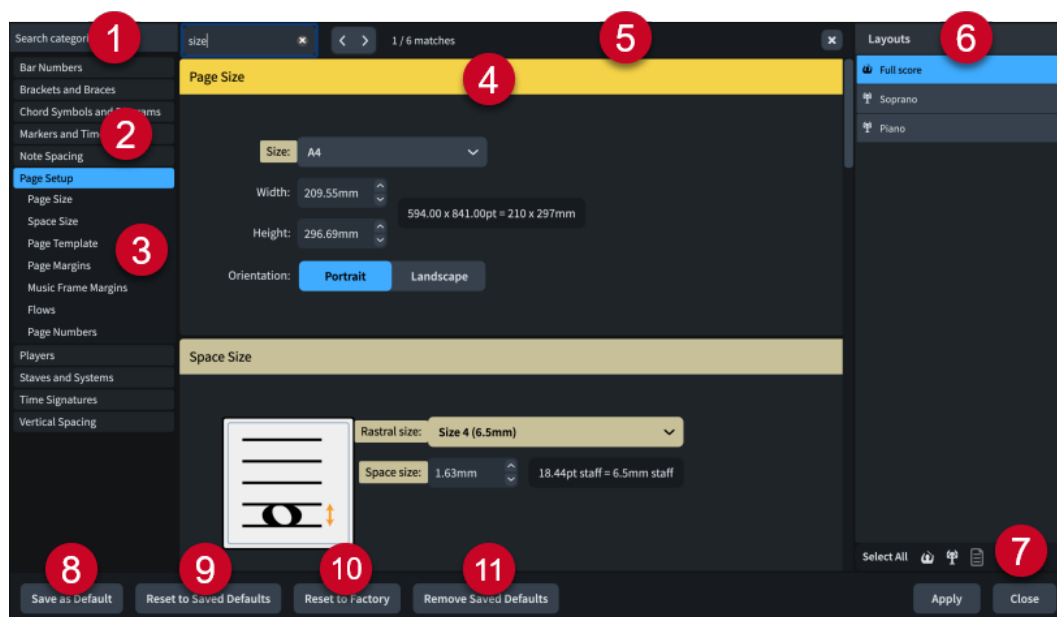 Search categori
1
Bar Numbers
Brackets and Braces
Chord Symbols and
ams
Markers and Tim
2
Note Spacing
Page Setup
Page Size
Space Size
Page Template
3
Page Margins
Music Frame Margins
Flows
Page Numbers
Players
Staves and Systems
Time Signatures
Vertical Spacing
size
1 / 6 matches
5
Page Size
4
Size: A4
Width: 209.55mm
594.00 x 841.00pt = 210 x 297mm
Height: 296.69mm
Orientation: Portrait Landscape
Space Size
Rastral size: Size 4 (6.5mm)
Space size: 1.63mm 18.44pt staff = 6.5mm staff
Layouts
6
Full score
Soprano
Piano
Select All
7
8
9
10
11
Save as Default
Reset to Saved Defaults
Reset to Factory
Remove Saved Defaults
Apply
Close